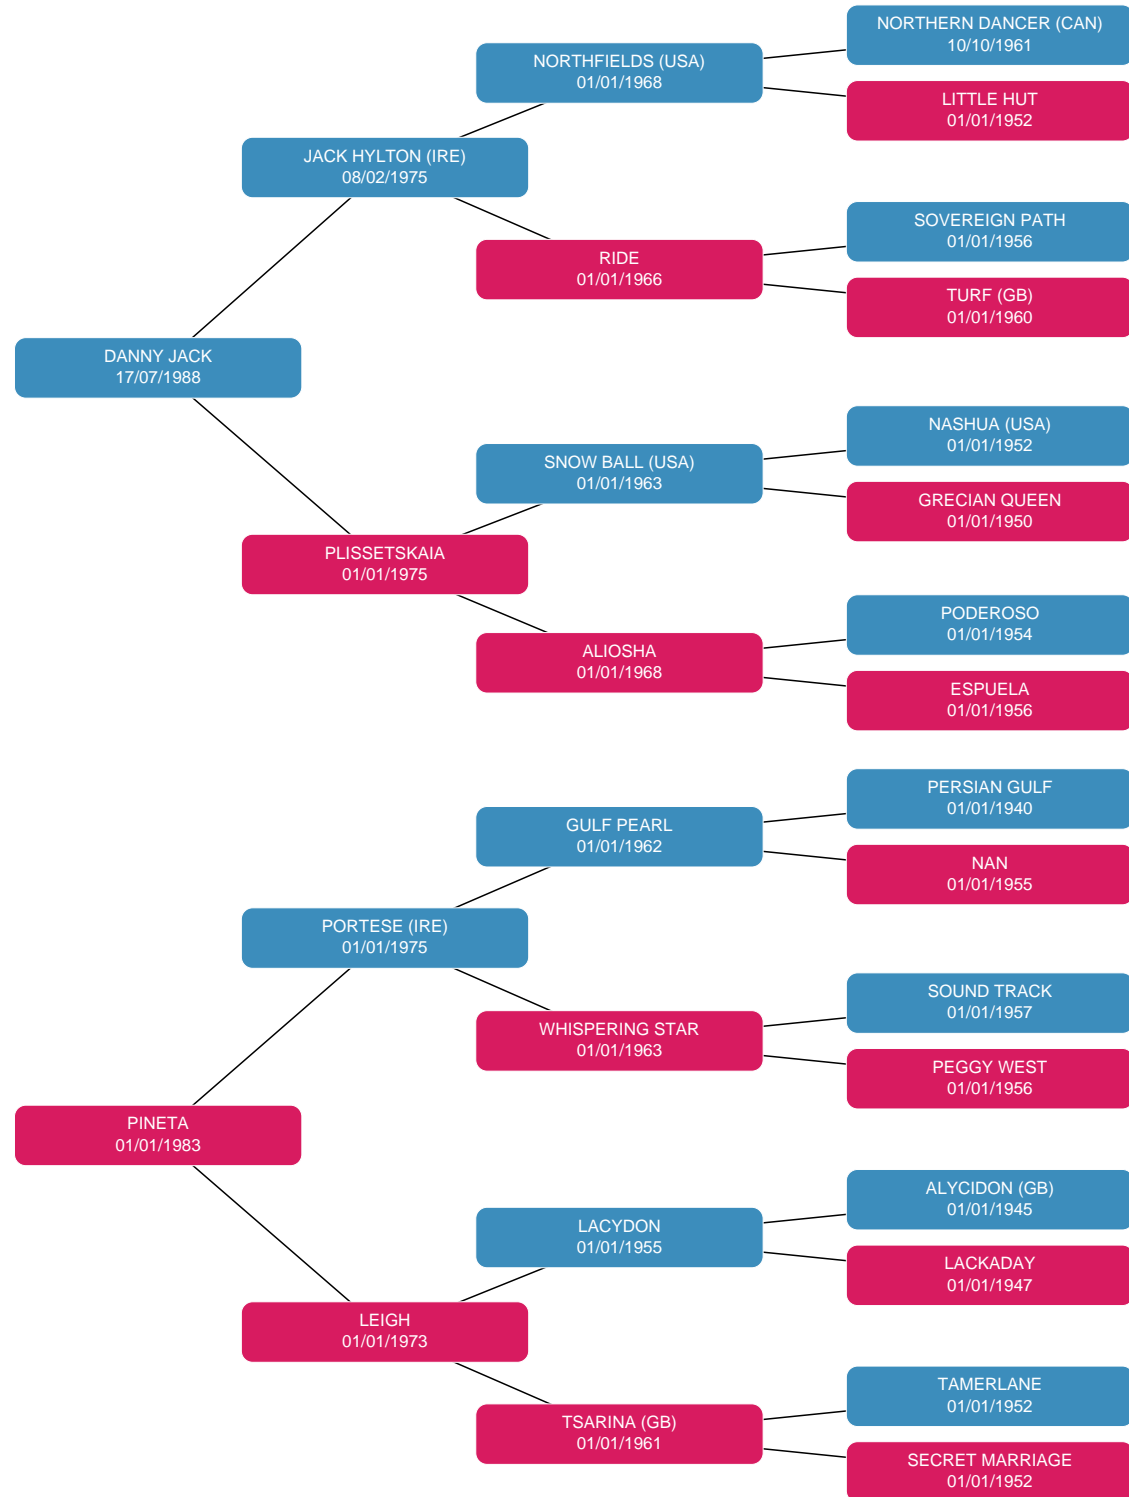 NORTHERN DANCER (CAN)
10/10/1961
NORTHFIELDS (USA)
01/01/1968
LITTLE HUT
01/01/1952
JACK HYLTON (IRE)
08/02/1975
SOVEREIGN PATH
01/01/1956
RIDE
01/01/1966
TURF (GB)
01/01/1960
DANNY JACK
17/07/1988
NASHUA (USA)
01/01/1952
SNOW BALL (USA)
01/01/1963
GRECIAN QUEEN
01/01/1950
PLISSETSKAIA
01/01/1975
PODEROSO
01/01/1954
ALIOSHA
01/01/1968
ESPUELA
01/01/1956
PERSIAN GULF
01/01/1940
GULF PEARL
01/01/1962
NAN
01/01/1955
PORTESE (IRE)
01/01/1975
SOUND TRACK
01/01/1957
WHISPERING STAR
01/01/1963
PEGGY WEST
01/01/1956
PINETA
01/01/1983
ALYCIDON (GB)
01/01/1945
LACYDON
01/01/1955
LACKADAY
01/01/1947
LEIGH
01/01/1973
TAMERLANE
01/01/1952
TSARINA (GB)
01/01/1961
SECRET MARRIAGE
01/01/1952